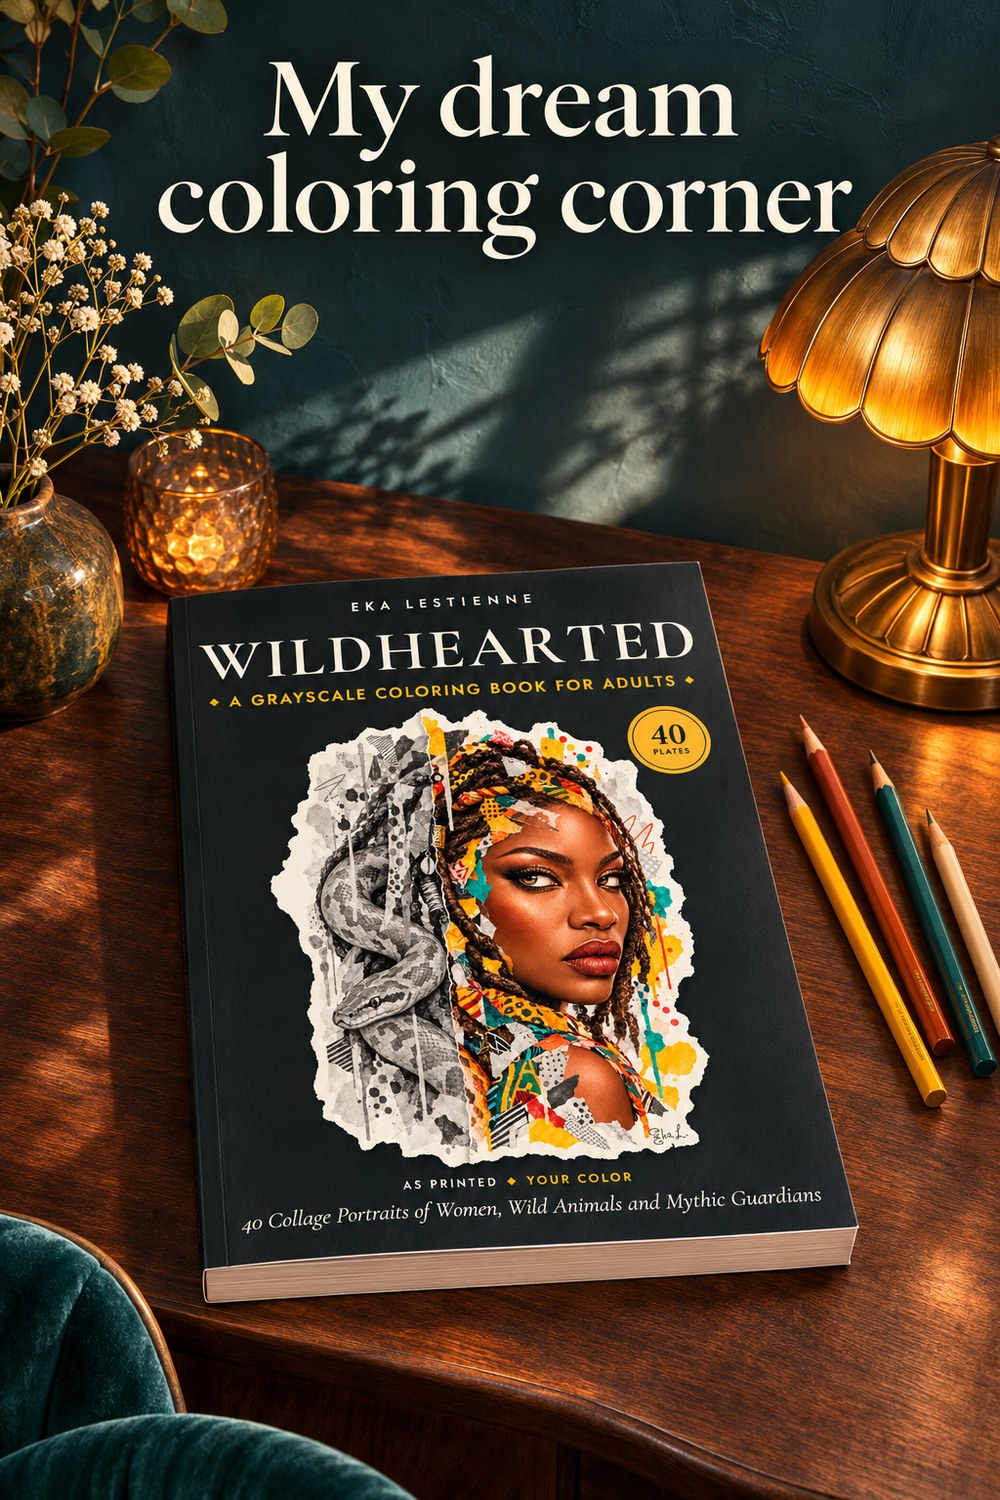 My dream
coloring corner
EKA LESTIENNE
WILDHEARTED
A GRAYSCALE COLORING BOOK FOR ADULTS
40
PLATES
AS PRINTED ◆ YOUR COLOR
40 Collage Portraits of Women, Wild Animals and Mythic Guardians